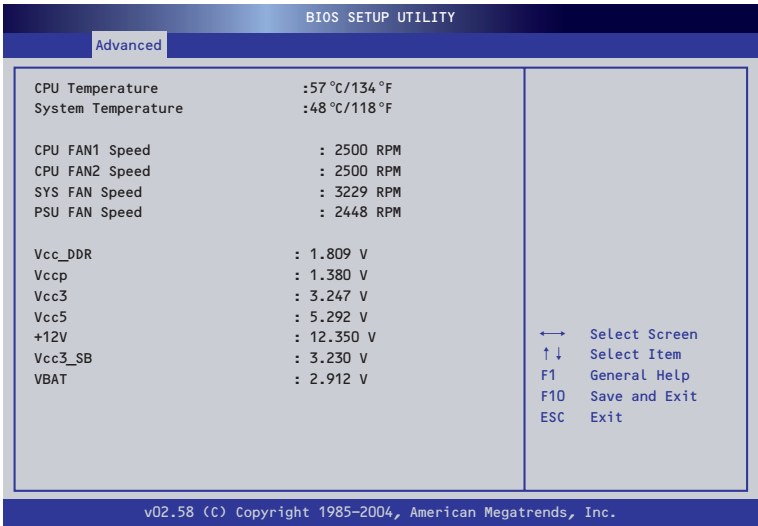 BIOS SETUP UTILITY
Advanced
CPU Temperature :57°C/134°F
System Temperature :48°C/118°F
CPU FAN1 Speed : 2500 RPM
CPU FAN2 Speed : 2500 RPM
SYS FAN Speed : 3229 RPM
PSU FAN Speed : 2448 RPM
Vcc_DDR : 1.809 V
Vccp : 1.380 V
Vcc3 : 3.247 V
Vcc5 : 5.292 V
+12V : 12.350 V
Vcc3_SB : 3.230 V
VBAT : 2.912 V
←→ Select Screen
↑↓ Select Item
F1 General Help
F10 Save and Exit
ESC Exit
v02.58 (C) Copyright 1985-2004, American Megatrends, Inc.